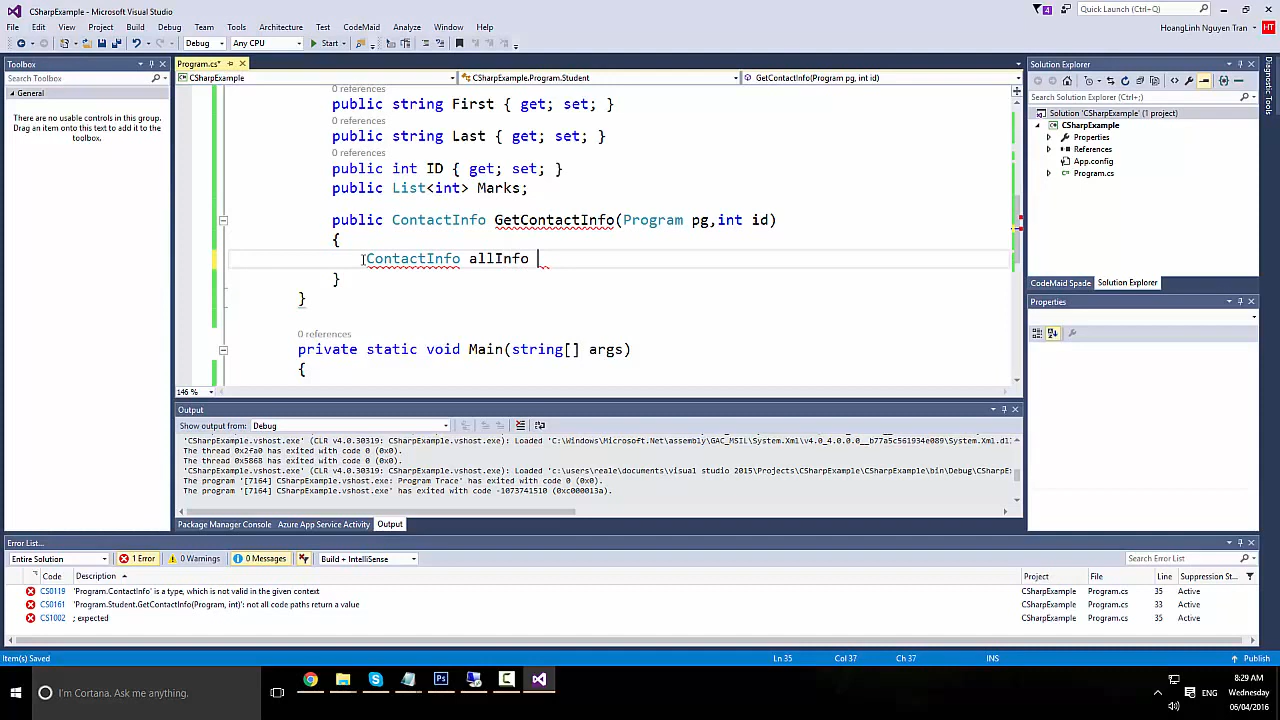 CSharpExample - Microsoft Visual Studio
4
Quick Launch (Ctrl+Q)
File Edit View Project Build Debug Team Tools Architecture Test CodeMaid Analyze Window Help
HoangLinh Nguyen Tran HT
Debug Any CPU Start
Toolbox
Search Toolbox
General
There are no usable controls in this group.
Drag an item onto this text to add it to the
toolbox.
Program.cs*
CSharpExample CSharpExample.Program.Student GetContactInfo(Program pg, int id)
0 references
public string First { get; set; }
0 references
public string Last { get; set; }
0 references
public int ID { get; set; }
public List<int> Marks;
public ContactInfo GetContactInfo(Program pg,int id)
{
ContactInfo allInfo
}
}
0 references
private static void Main(string[] args)
{
146 %
Solution Explorer
Search Solution Explorer (Ctrl+;)
Solution 'CSharpExample' (1 project)
CSharpExample
Properties
References
App.config
Program.cs
CodeMaid Spade Solution Explorer
Properties
Diagnostic Tools
Output
Show output from: Debug
'CSharpExample.vshost.exe' (CLR v4.0.30319: CSharpExample.vshost.exe): Loaded 'C:\Windows\Microsoft.Net\assembly\GAC_MSIL\System.Xml\v4.0_4.0.0.0__b77a5c561934e089\System.Xml.dl
The thread 0x2fa0 has exited with code 0 (0x0).
The thread 0x5868 has exited with code 0 (0x0).
'CSharpExample.vshost.exe' (CLR v4.0.30319: CSharpExample.vshost.exe): Loaded 'c:\users\reale\documents\visual studio 2015\Projects\CSharpExample\CSharpExample\bin\Debug\CSharpE
The program '[7164] CSharpExample.vshost.exe: Program Trace' has exited with code 0 (0x0).
The program '[7164] CSharpExample.vshost.exe' has exited with code -1073741510 (0xc000013a).
Package Manager Console Azure App Service Activity Output
Error List...
Entire Solution 1 Error 0 Warnings 0 Messages Build + IntelliSense Search Error List
Code Description Project File Line Suppression St...
CS0119 'Program.ContactInfo' is a type, which is not valid in the given context CSharpExample Program.cs 35 Active
CS0161 'Program.Student.GetContactInfo(Program, int)': not all code paths return a value CSharpExample Program.cs 33 Active
CS1002 ; expected CSharpExample Program.cs 35 Active
Item(s) Saved Ln 35 Col 37 Ch 37 INS Publish
I'm Cortana. Ask me anything.
ENG
8:29 AM
Wednesday
06/04/2016